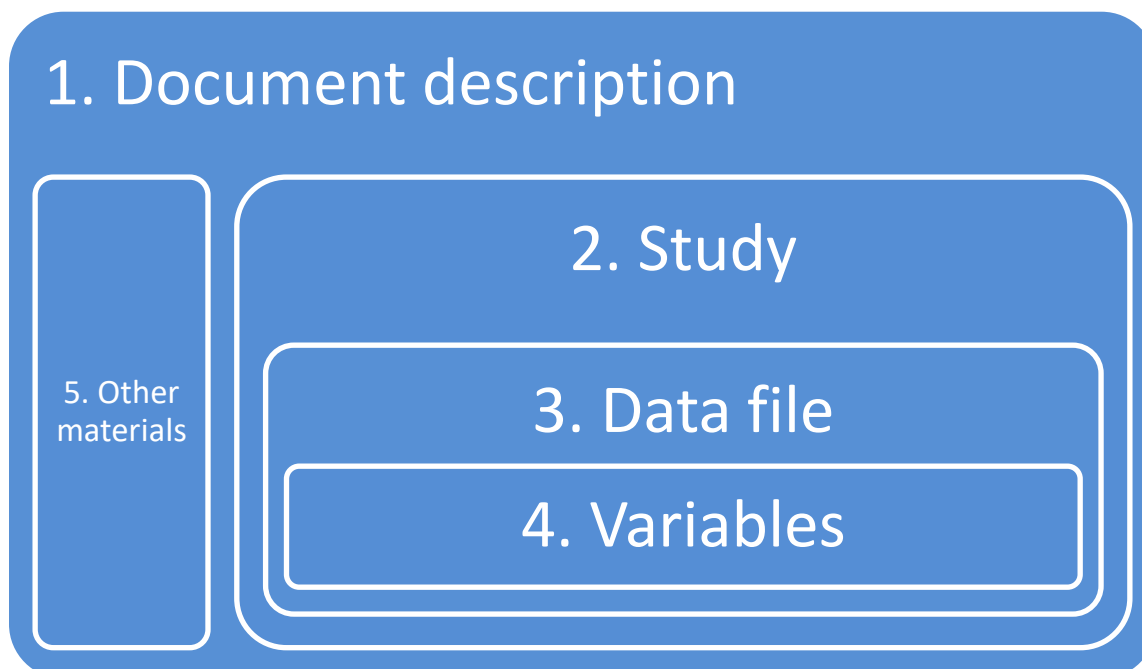 1. Document description
2. Study
3. Data file
4. Variables
5. Other
materials